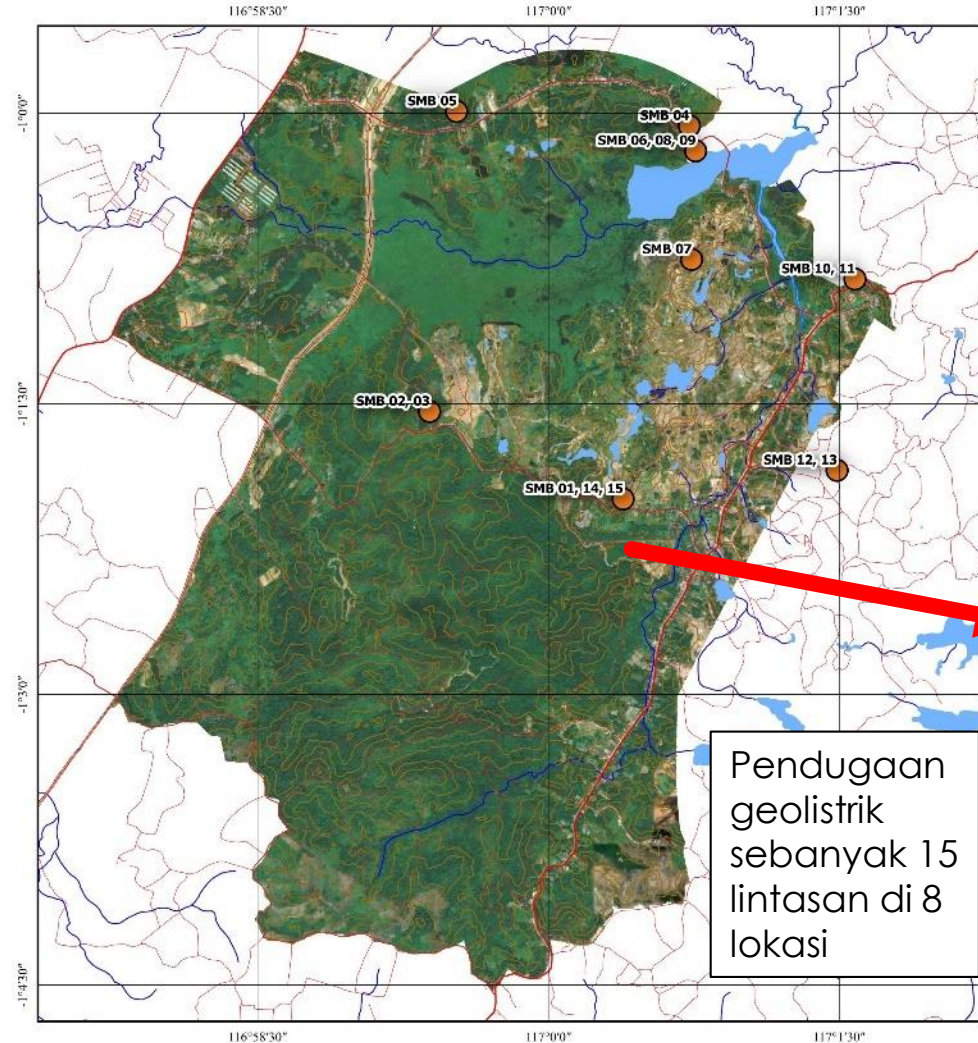 116°58'30"
117°0'0"
117°1'30"
-1°0'0"
SMB 05
SMB 04
SMB 06, 08, 09
SMB 07
SMB 10, 11
-1°1'30"
SMB 02, 03
SMB 12, 13
SMB 01, 14, 15
-1°3'0"
Pendugaan
geolistrik
sebanyak 15
lintasan di 8
lokasi
-1°4'30"
116°58'30"
117°0'0"
117°1'30"